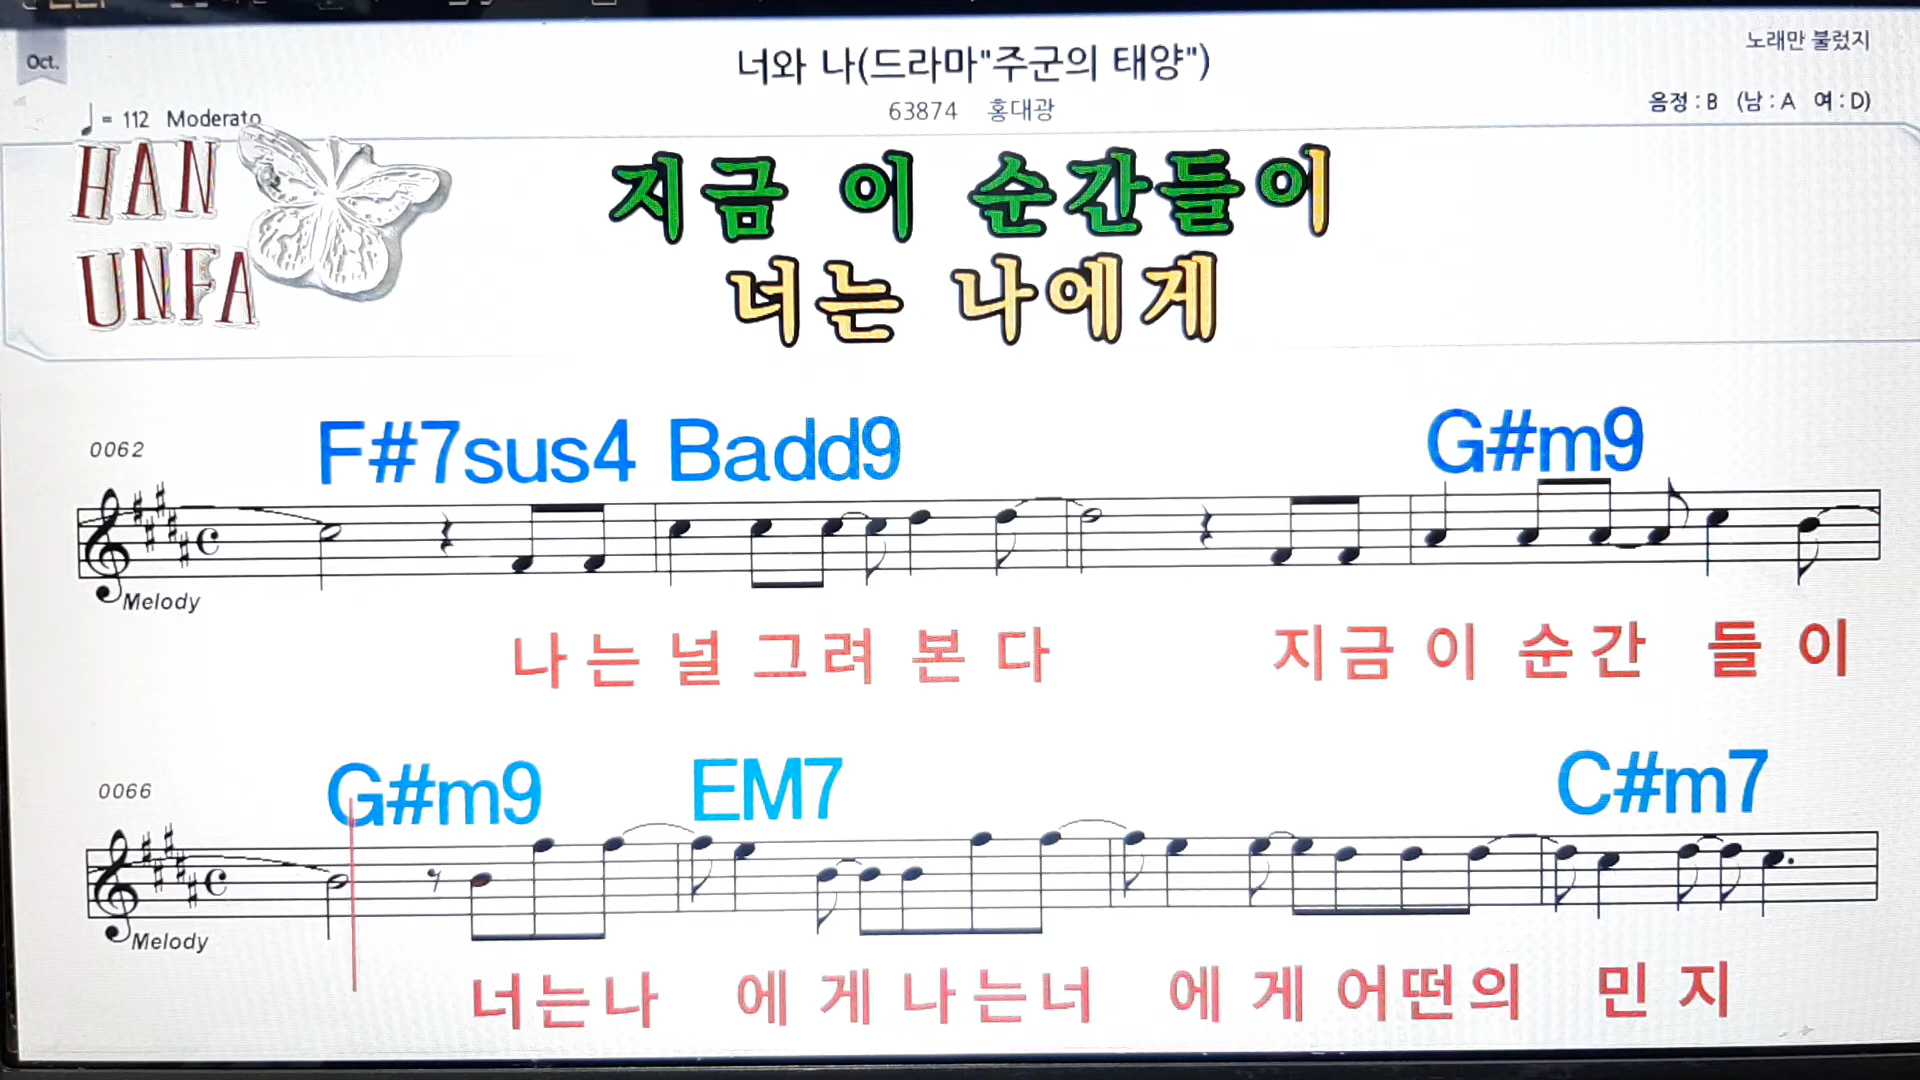 Oct.
너와 나(드라마"주군의 태양")
노래만 불렀지
♩ = 112 Moderato
63874 홍대광
음정 : B (남 : A 여 : D)
HAN
UNFA
지금 이 순간들이
너는 나에게
0062
F#7sus4 Badd9 G#m9
Melody
나 는 널 그 려 본 다 지 금 이 순 간 들 이
0066
G#m9 EM7 C#m7
Melody
너 는 나 에 게 나 는 너 에 게 어 떤 의 민 지